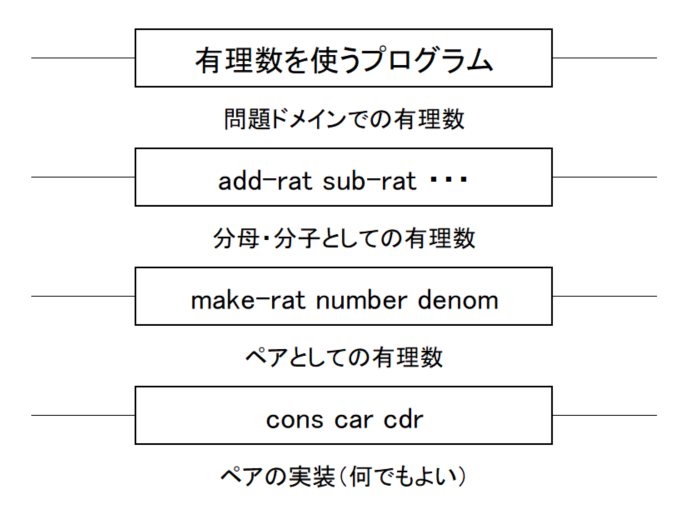 有理数を使うプログラム
問題ドメインでの有理数
add-rat sub-rat ・・・
分母・分子としての有理数
make-rat number denom
ペアとしての有理数
cons car cdr
ペアの実装（何でもよい）